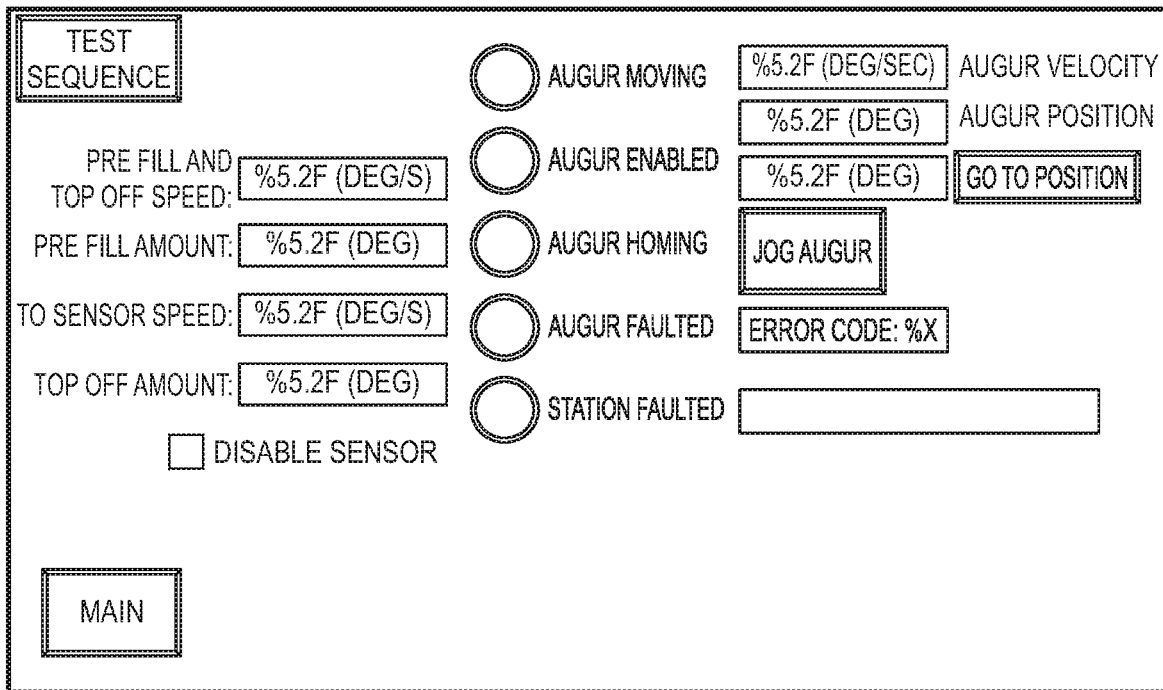 TEST
SEQUENCE
PRE FILL AND
TOP OFF SPEED:
%5.2F (DEG/S)
PRE FILL AMOUNT:
%5.2F (DEG)
TO SENSOR SPEED:
%5.2F (DEG/S)
TOP OFF AMOUNT:
%5.2F (DEG)
DISABLE SENSOR
MAIN
AUGUR MOVING
AUGUR ENABLED
AUGUR HOMING
AUGUR FAULTED
STATION FAULTED
%5.2F (DEG/SEC)
AUGUR VELOCITY
%5.2F (DEG)
AUGUR POSITION
%5.2F (DEG)
GO TO POSITION
JOG AUGUR
ERROR CODE: %X